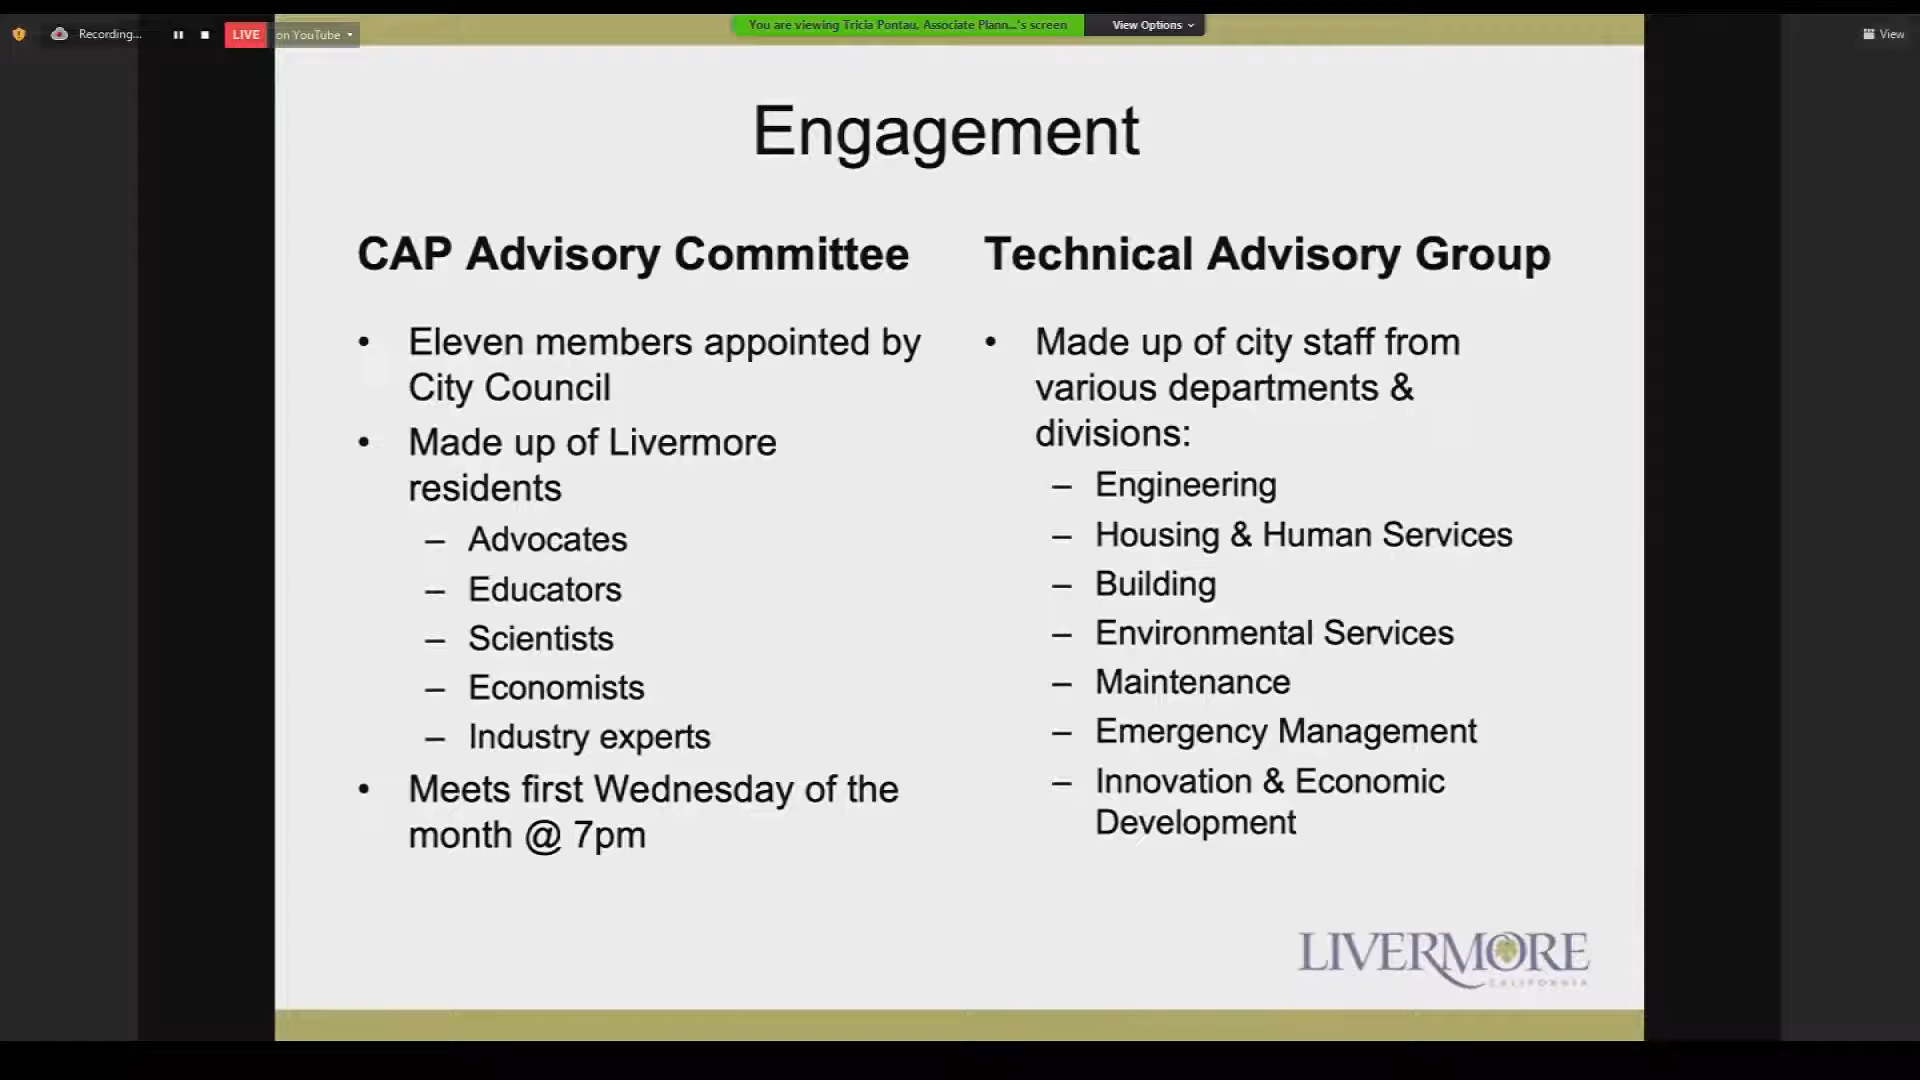 Recording...
LIVE
on YouTube
You are viewing Tricia Pontau, Associate Plann...'s screen
View Options
View
Engagement
CAP Advisory Committee
• Eleven members appointed by
City Council
• Made up of Livermore
residents
– Advocates
– Educators
– Scientists
– Economists
– Industry experts
• Meets first Wednesday of the
month @ 7pm
Technical Advisory Group
• Made up of city staff from
various departments &
divisions:
– Engineering
– Housing & Human Services
– Building
– Environmental Services
– Maintenance
– Emergency Management
– Innovation & Economic
Development
LIVERMORE
CALIFORNIA